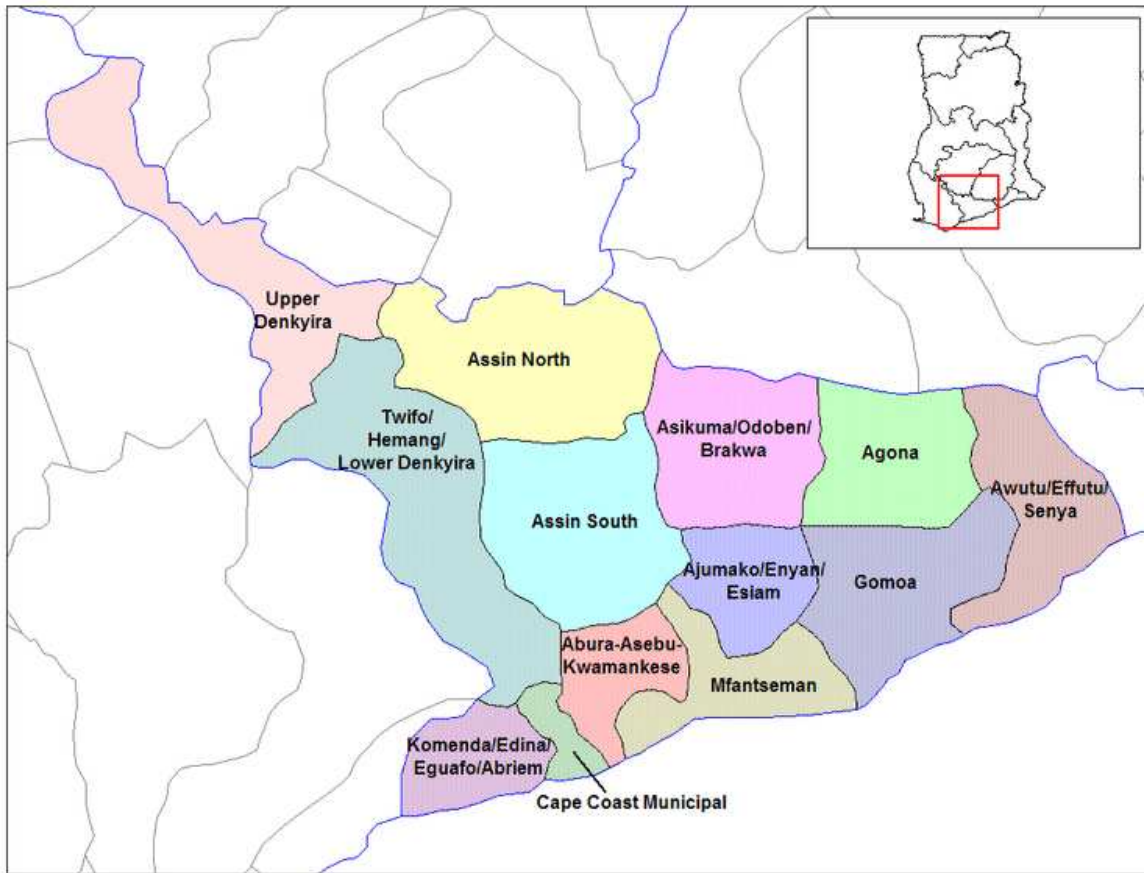 Upper
Denkyira
Assin North
Twifo/
Hemang/
Lower Denkyira
Asikuma/Odoben/
Brakwa
Agona
Awutu/Effutu/
Senya
Assin South
Ajumako/Enyan/
Esiam
Gomoa
Abura-Asebu-
Kwamankese
Mfantseman
Komenda/Edina/
Eguafo/Abriem
Cape Coast Municipal